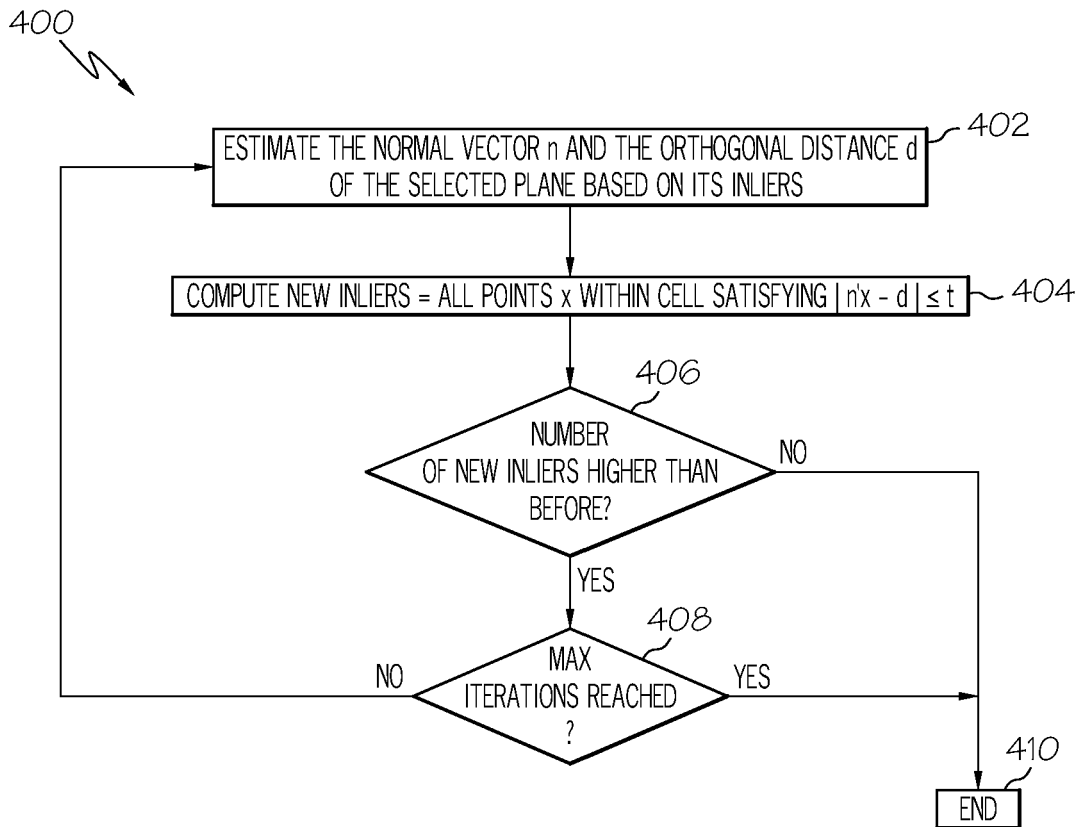 400
402
ESTIMATE THE NORMAL VECTOR n AND THE ORTHOGONAL DISTANCE d
OF THE SELECTED PLANE BASED ON ITS INLIERS
COMPUTE NEW INLIERS = ALL POINTS x WITHIN CELL SATISFYING |n'x - d| ≤ t
404
406
NUMBER
OF NEW INLIERS HIGHER THAN
BEFORE?
NO
YES
408
MAX
ITERATIONS REACHED
?
NO
YES
410
END